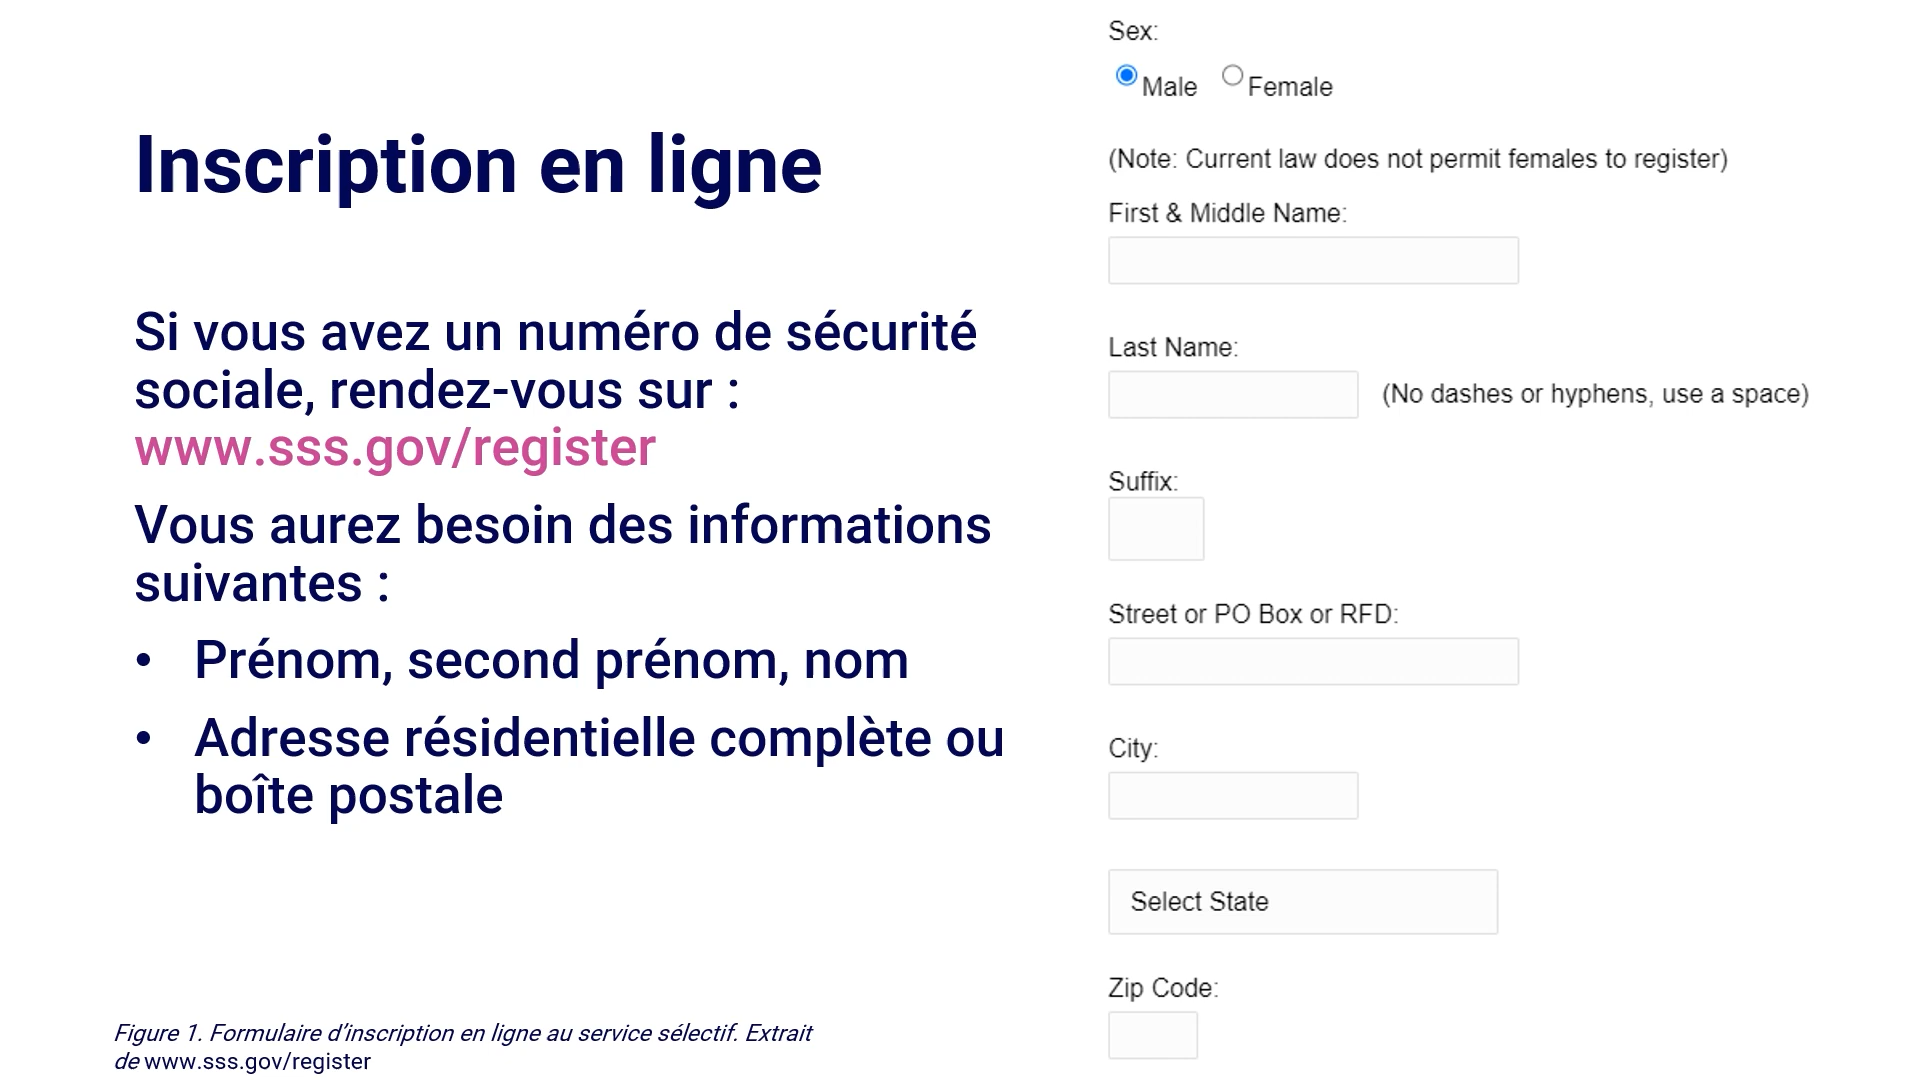 Inscription en ligne
Si vous avez un numéro de sécurité
sociale, rendez-vous sur :
www.sss.gov/register
Vous aurez besoin des informations
suivantes :
• Prénom, second prénom, nom
• Adresse résidentielle complète ou
boîte postale
Figure 1. Formulaire d’inscription en ligne au service sélectif. Extrait
de www.sss.gov/register
Sex:
Male Female
(Note: Current law does not permit females to register)
First & Middle Name:
Last Name:
(No dashes or hyphens, use a space)
Suffix:
Street or PO Box or RFD:
City:
Select State
Zip Code: